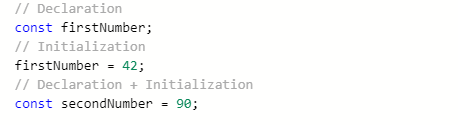 // Declaration
const firstNumber;
// Initialization
firstNumber = 42;
// Declaration + Initialization
const secondNumber = 90;